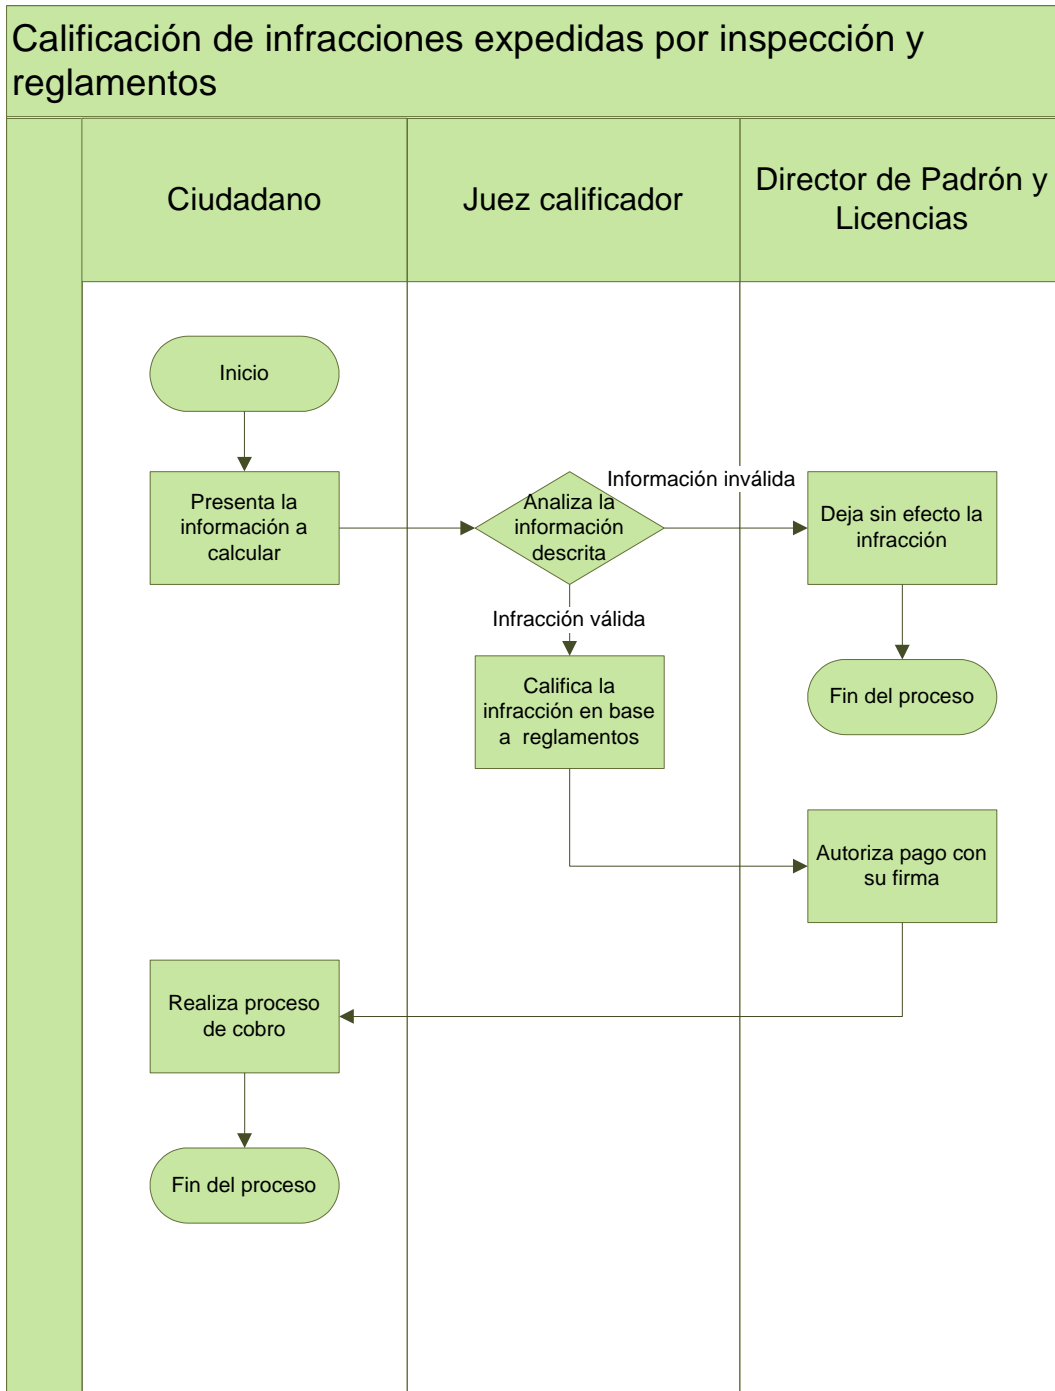 Calificación de infracciones expedidas por inspección y
reglamentos
Ciudadano
Juez calificador
Director de Padrón y
Licencias
Inicio
Presenta la
información a
calcular
Analiza la
información
descrita
Información inválida
Deja sin efecto la
infracción
Infracción válida
Califica la
infracción en base
a reglamentos
Fin del proceso
Autoriza pago con
su firma
Realiza proceso
de cobro
Fin del proceso